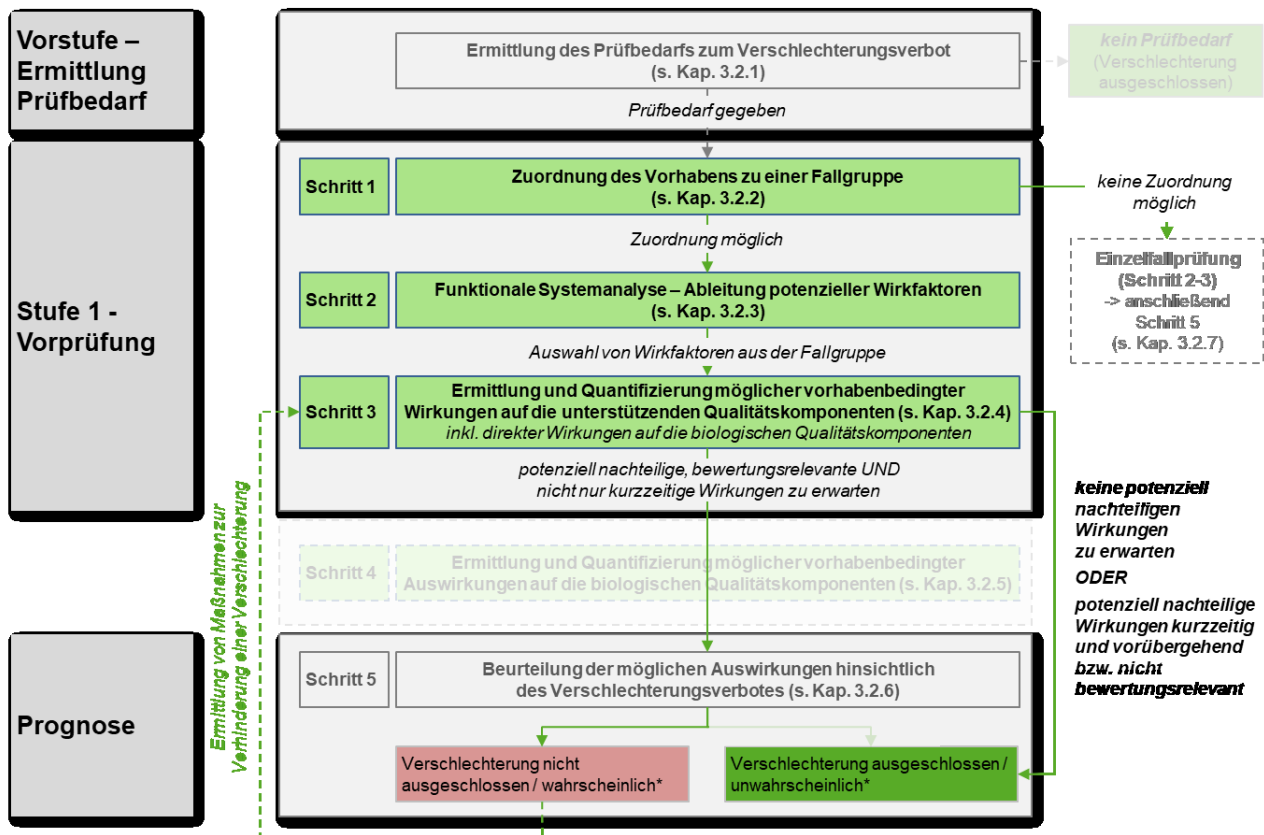 Vorstufe –
Ermittlung
Prüfbedarf
Ermittlung des Prüfbedarfs zum Verschlechterungsverbot
(s. Kap. 3.2.1)
kein Prüfbedarf
(Verschlechterung
ausgeschlossen)
Prüfbedarf gegeben
Stufe 1 -
Vorprüfung
Schritt 1
Zuordnung des Vorhabens zu einer Fallgruppe
(s. Kap. 3.2.2)
keine Zuordnung
möglich
Zuordnung möglich
Einzelfallprüfung
(Schritt 2-3)
-> anschließend
Schritt 5
(s. Kap. 3.2.7)
Schritt 2
Funktionale Systemanalyse – Ableitung potenzieller Wirkfaktoren
(s. Kap. 3.2.3)
Auswahl von Wirkfaktoren aus der Fallgruppe
Schritt 3
Ermittlung und Quantifizierung möglicher vorhabenbedingter
Wirkungen auf die unterstützenden Qualitätskomponenten (s. Kap. 3.2.4)
inkl. direkter Wirkungen auf die biologischen Qualitätskomponenten
potenziell nachteilige, bewertungsrelevante UND
nicht nur kurzzeitige Wirkungen zu erwarten
keine potenziell
nachteiligen
Wirkungen
zu erwarten
ODER
potenziell nachteilige
Wirkungen kurzzeitig
und vorübergehend
bzw. nicht
bewertungsrelevant
Ermittlung von Maßnahmen zur
Verhinderung einer Verschlechterung
Schritt 4
Ermittlung und Quantifizierung möglicher vorhabenbedingter
Auswirkungen auf die biologischen Qualitätskomponenten (s. Kap. 3.2.5)
Prognose
Schritt 5
Beurteilung der möglichen Auswirkungen hinsichtlich
des Verschlechterungsverbotes (s. Kap. 3.2.6)
Verschlechterung nicht
ausgeschlossen / wahrscheinlich*
Verschlechterung ausgeschlossen /
unwahrscheinlich*